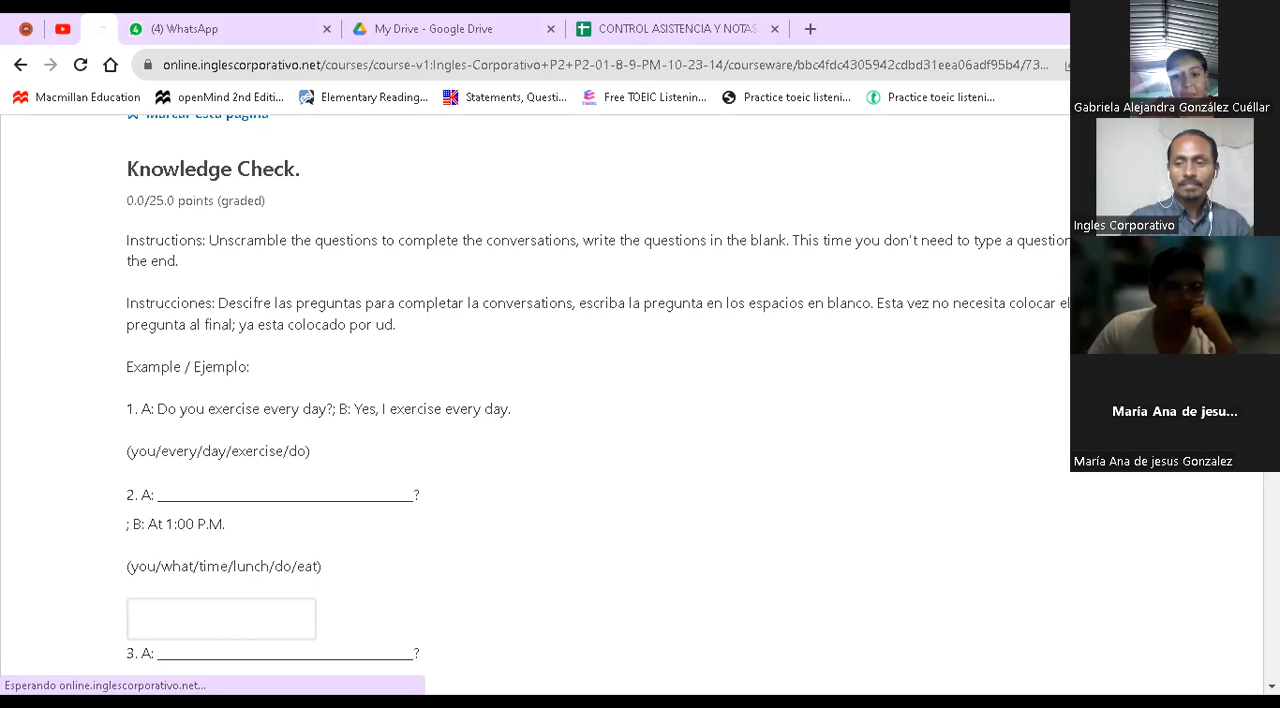 (4) WhatsApp
My Drive - Google Drive
CONTROL ASISTENCIA Y NOTAS
online.inglescorporativo.net/courses/course-v1:Ingles-Corporativo+P2+P2-01-8-9-PM-10-23-14/courseware/bbc4fdc4305942cdbd31eea06adf95b4/73...
Macmillan Education
openMind 2nd Editi...
Elementary Reading...
Statements, Questi...
Free TOEIC Listenin...
Practice toeic listeni...
Practice toeic listeni...
Marcar esta página
Knowledge Check.
0.0/25.0 points (graded)
Instructions: Unscramble the questions to complete the conversations, write the questions in the blank. This time you don't need to type a question
the end.
Instrucciones: Descifre las preguntas para completar la conversations, escriba la pregunta en los espacios en blanco. Esta vez no necesita colocar el
pregunta al final; ya esta colocado por ud.
Example / Ejemplo:
1. A: Do you exercise every day?; B: Yes, I exercise every day.
(you/every/day/exercise/do)
2. A: ________________________________?
; B: At 1:00 P.M.
(you/what/time/lunch/do/eat)
3. A: ________________________________?
Esperando online.inglescorporativo.net...
Gabriela Alejandra González Cuéllar
Ingles Corporativo
María Ana de jesu...
María Ana de jesus Gonzalez